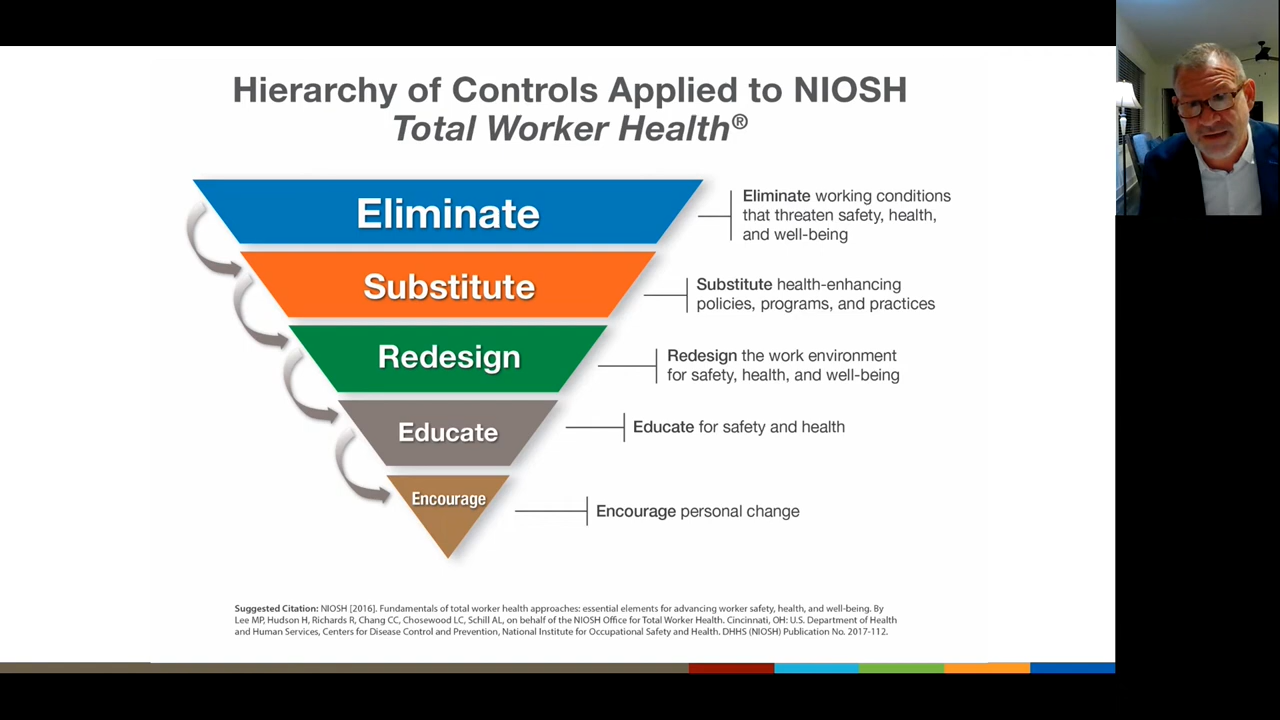 Hierarchy of Controls Applied to NIOSH
Total Worker Health®
Eliminate
Eliminate working conditions
that threaten safety, health,
and well-being
Substitute
Substitute health-enhancing
policies, programs, and practices
Redesign
Redesign the work environment
for safety, health, and well-being
Educate
Educate for safety and health
Encourage
Encourage personal change
Suggested Citation: NIOSH [2016]. Fundamentals of total worker health approaches: essential elements for advancing worker safety, health, and well-being. By
Lee MP, Hudson H, Richards R, Chang CC, Chosewood LC, Schill AL, on behalf of the NIOSH Office for Total Worker Health. Cincinnati, OH: U.S. Department of Health
and Human Services, Centers for Disease Control and Prevention, National Institute for Occupational Safety and Health. DHHS (NIOSH) Publication No. 2017-112.